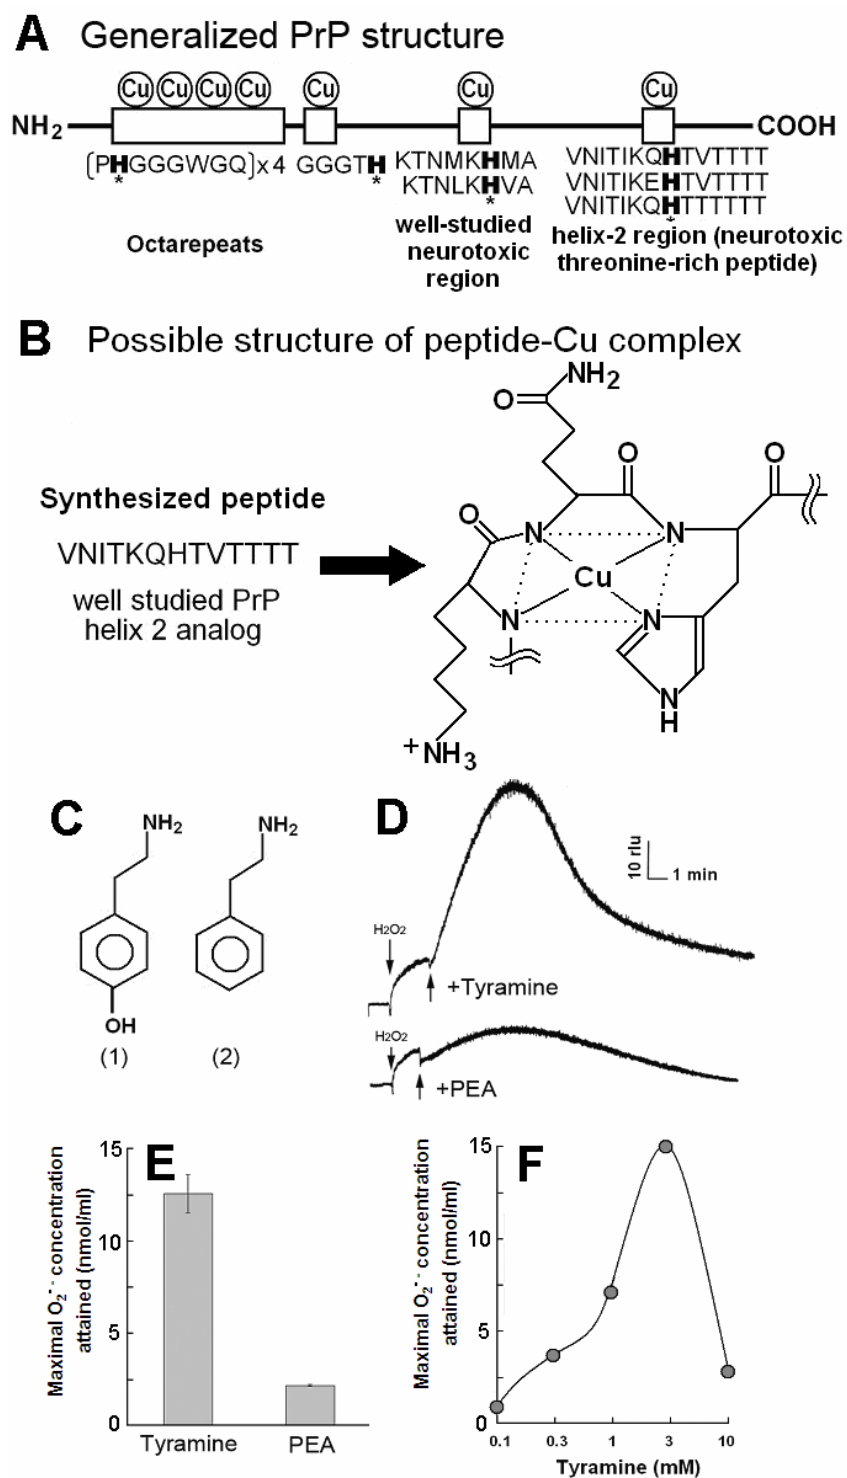 A Generalized PrP structure
Cu Cu Cu Cu Cu Cu Cu
NH2 COOH
[PHGGGWGQ]x4 GGGTH KTNMKHMA VNITIKQHTVTTTT
* * KTNLKHVA VNITIKEHTVTTTT
* VNITIKQHTTTTTT
*
Octarepeats
well-studied
neurotoxic
region
helix-2 region (neurotoxic
threonine-rich peptide)
B Possible structure of peptide-Cu complex
Synthesized peptide
VNITKQHTVTTTT
well studied PrP
helix 2 analog
NH2
O
O
O
O
N N
Cu
N N
N
H
+NH3
C
NH2 NH2
OH
(1) (2)
D
10 rlu
1 min
H2O2
+Tyramine
H2O2
+PEA
E
Maximal O2•- concentration
attained (nmol/ml)
15
10
5
0
Tyramine PEA
F
Maximal O2•- concentration
attained (nmol/ml)
15
10
5
0
0.1 0.3 1 3 10
Tyramine (mM)